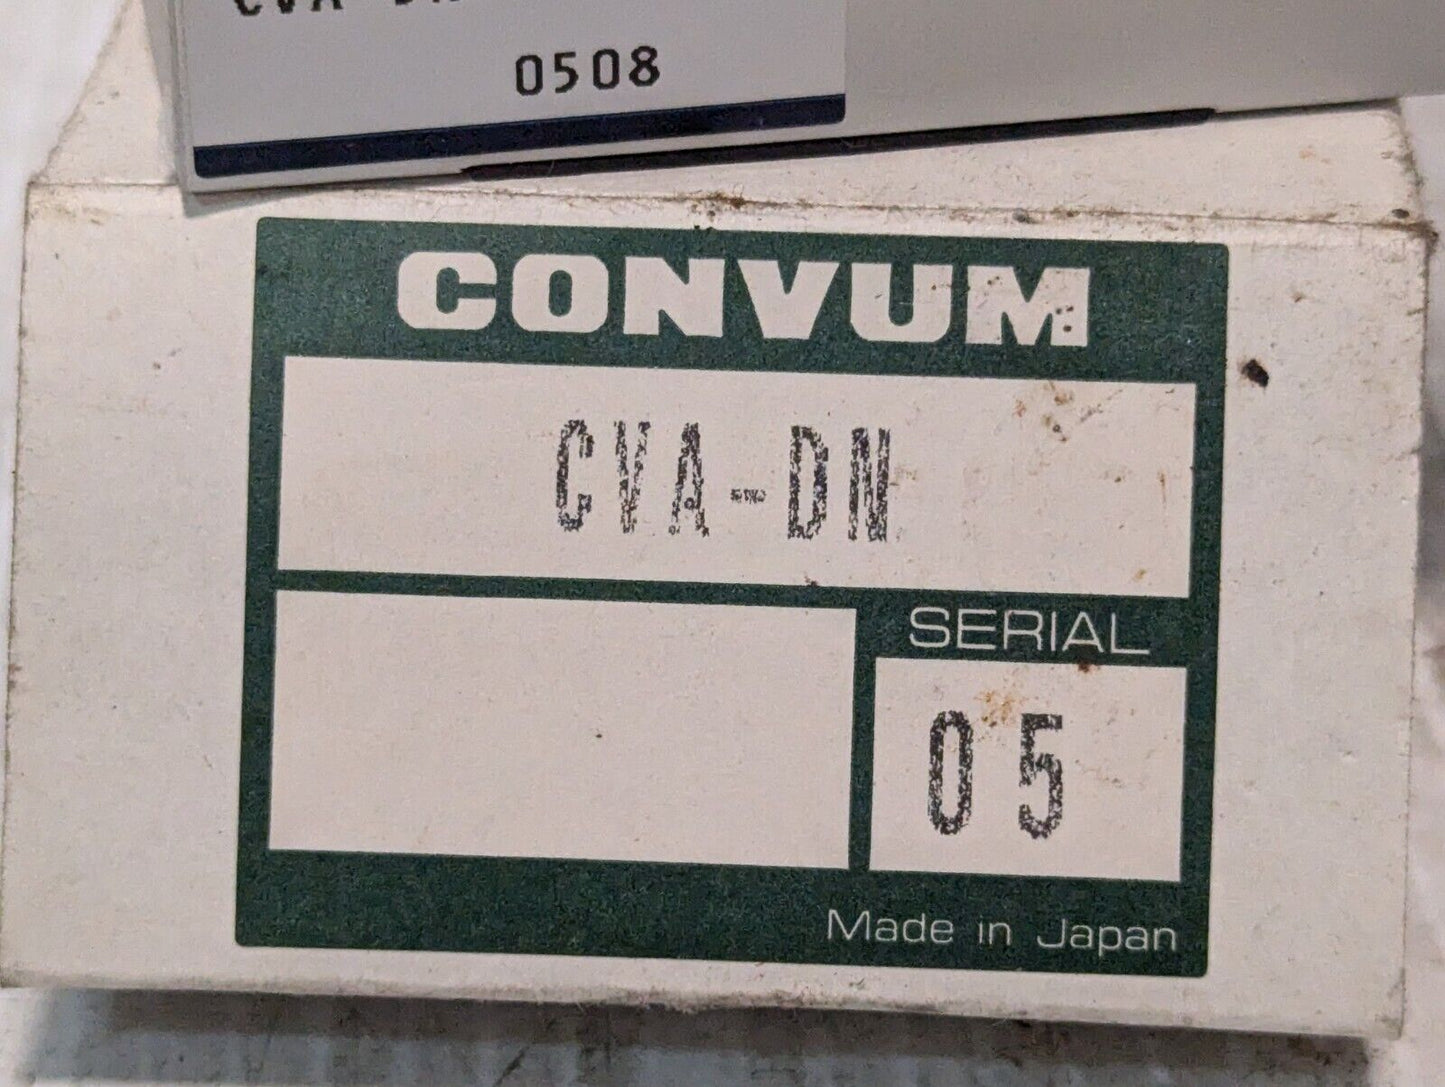 0508
CONVUM
CVA-DN
SERIAL
05
Made in Japan